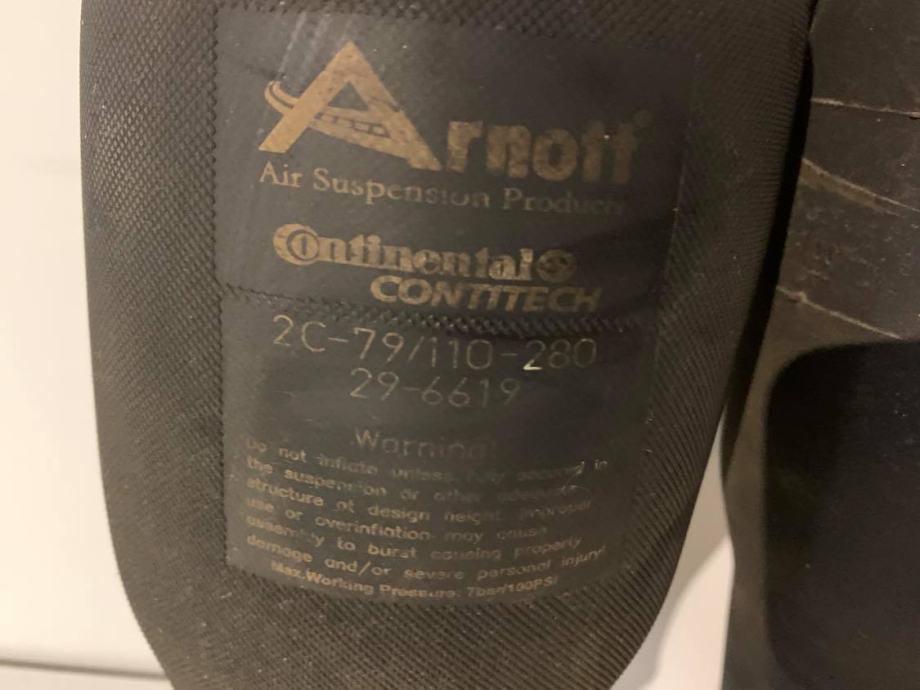 Arnott
Air Suspension Products
Continental
CONTITECH
2C-79/i10-280
29-6619
Warning!
Do not inflate unless fully secured in
the suspension or other adequate
structure at design height. Improper
use or overinflation may cause
assembly to burst causing property
damage and/or severe personal injury!
Max.Working Pressure: 7bar/100PSI